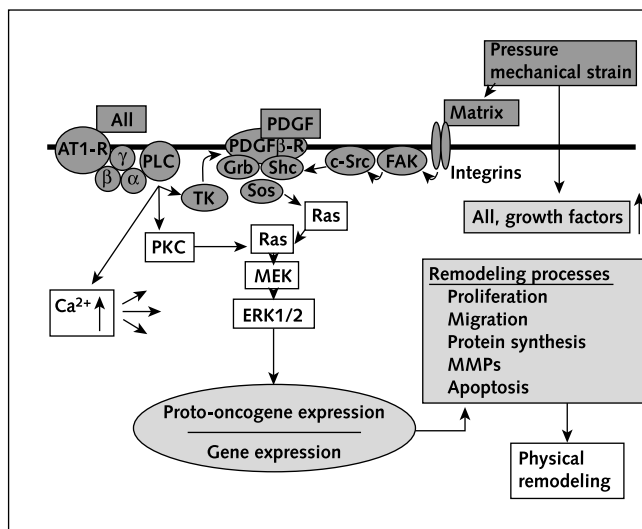 Pressure
mechanical strain
Matrix
All
PDGF
AT1-R
γ
PLC
β
α
PDGFβ-R
Grb
Shc
c-Src
FAK
Integrins
TK
Sos
Ras
All, growth factors
PKC
Ras
MEK
ERK1/2
Ca²⁺
Remodeling processes
Proliferation
Migration
Protein synthesis
MMPs
Apoptosis
Proto-oncogene expression
Gene expression
Physical
remodeling